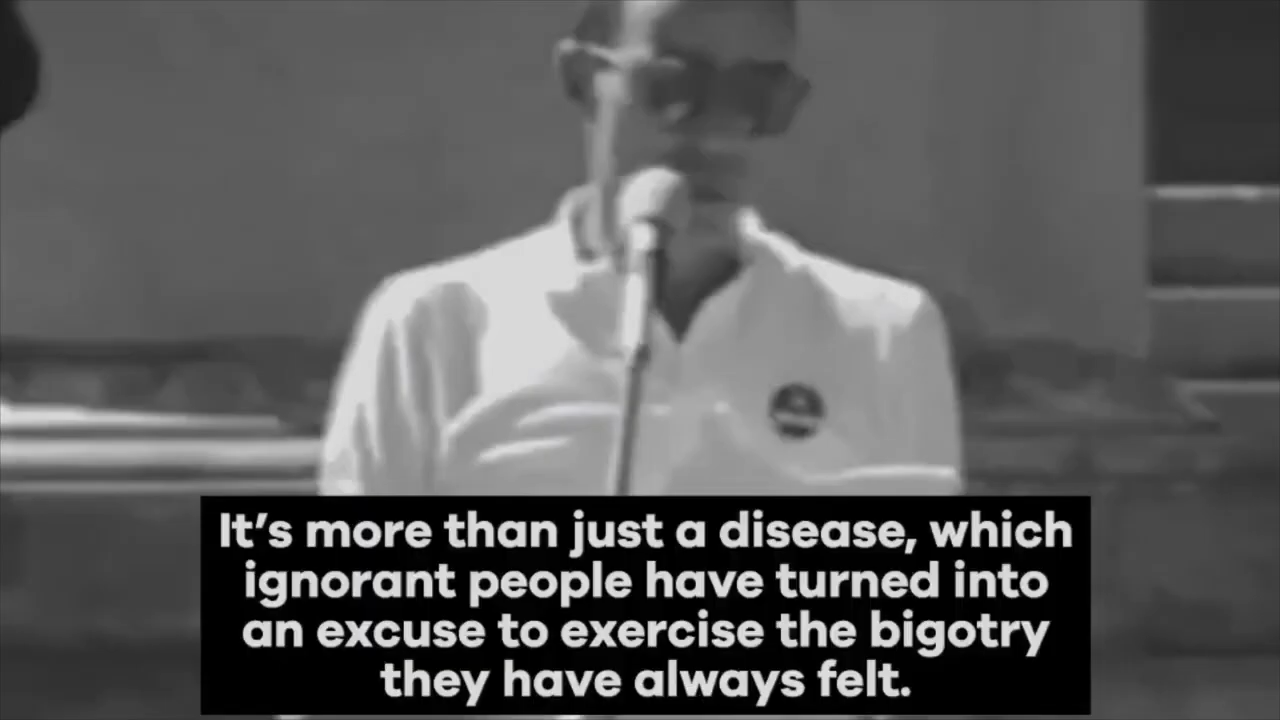 It’s more than just a disease, which
ignorant people have turned into
an excuse to exercise the bigotry
they have always felt.